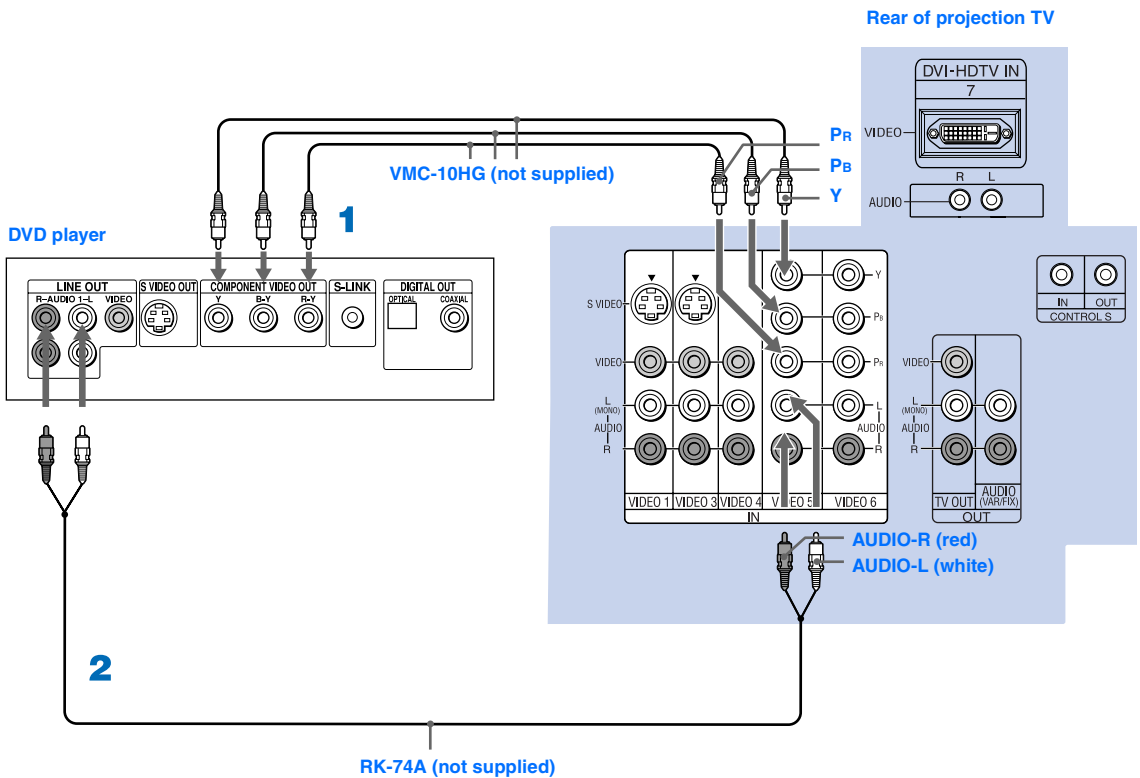 Rear of projection TV
DVI-HDTV IN
7
VIDEO
R L
AUDIO
PR
PB
Y
VMC-10HG (not supplied)
1
DVD player
LINE OUT
R–AUDIO 1–L VIDEO
S VIDEO OUT
COMPONENT VIDEO OUT
Y B-Y R-Y
S-LINK
DIGITAL OUT
OPTICAL COAXIAL
S VIDEO
VIDEO
L
(MONO)
AUDIO
R
Y
PB
PR
L
AUDIO
R
VIDEO 1 VIDEO 3 VIDEO 4 VIDEO 5 VIDEO 6
IN
IN OUT
CONTROL S
VIDEO
L
(MONO)
AUDIO
R
TV OUT
AUDIO
(VAR/FIX)
OUT
AUDIO-R (red)
AUDIO-L (white)
2
RK-74A (not supplied)